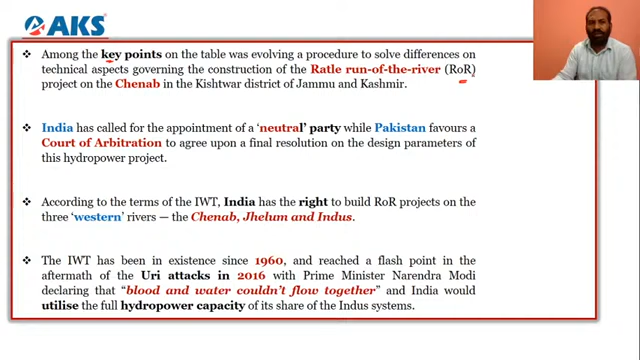 AKS
Among the key points on the table was evolving a procedure to solve differences on
technical aspects governing the construction of the Ratle run-of-the-river (RoR)
project on the Chenab in the Kishtwar district of Jammu and Kashmir.
India has called for the appointment of a 'neutral' party while Pakistan favours a
Court of Arbitration to agree upon a final resolution on the design parameters of
this hydropower project.
According to the terms of the IWT, India has the right to build RoR projects on the
three 'western' rivers — the Chenab, Jhelum and Indus.
The IWT has been in existence since 1960, and reached a flash point in the
aftermath of the Uri attacks in 2016 with Prime Minister Narendra Modi
declaring that "blood and water couldn't flow together" and India would
utilise the full hydropower capacity of its share of the Indus systems.